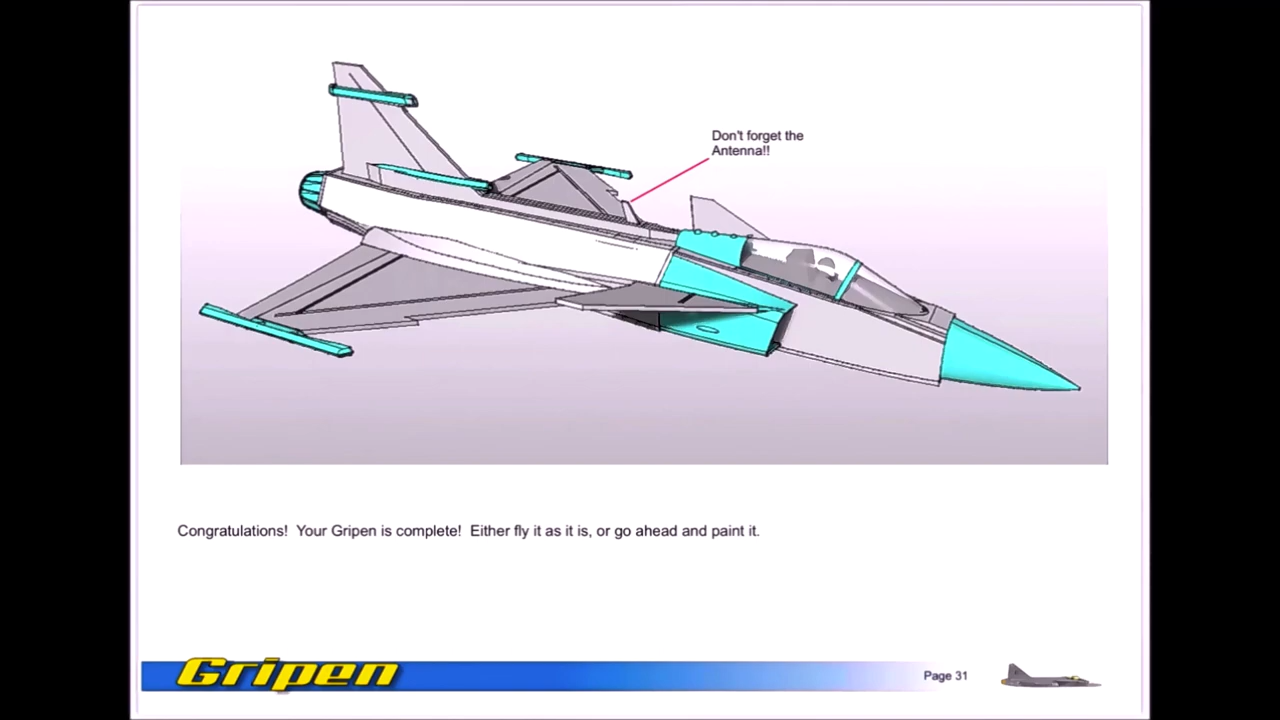 Don't forget the
Antenna!!
Congratulations!  Your Gripen is complete!  Either fly it as it is, or go ahead and paint it.
Gripen
Page 31